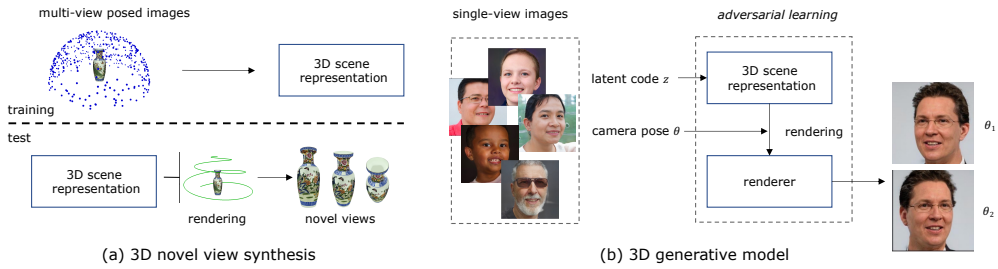 multi-view posed images
3D scene
representation
training
test
3D scene
representation
rendering
novel views
(a) 3D novel view synthesis
single-view images
adversarial learning
latent code z
3D scene
representation
camera pose θ
rendering
renderer
θ1
θ2
(b) 3D generative model